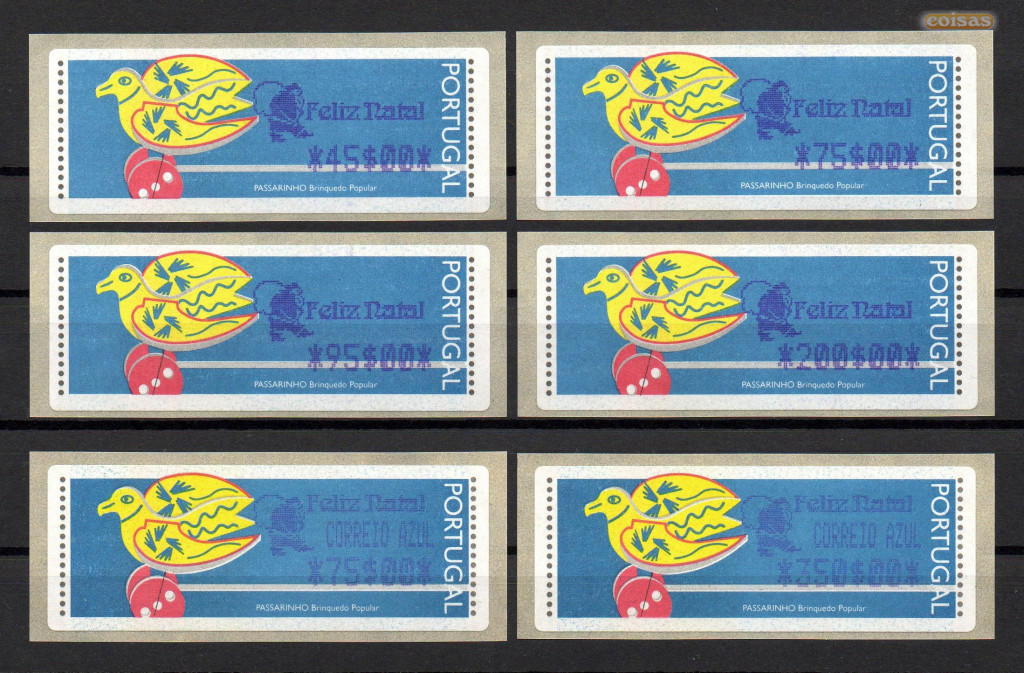 coisas
PORTUGAL
Feliz Natal
*45$00*
PASSARINHO Brinquedo Popular
PORTUGAL
Feliz Natal
*75$00*
PASSARINHO Brinquedo Popular
PORTUGAL
Feliz Natal
*95$00*
PASSARINHO Brinquedo Popular
PORTUGAL
Feliz Natal
*200$00*
PASSARINHO Brinquedo Popular
PORTUGAL
Feliz Natal
CORREIO AZUL
*75$00*
PASSARINHO Brinquedo Popular
PORTUGAL
Feliz Natal
CORREIO AZUL
*350$00*
PASSARINHO Brinquedo Popular